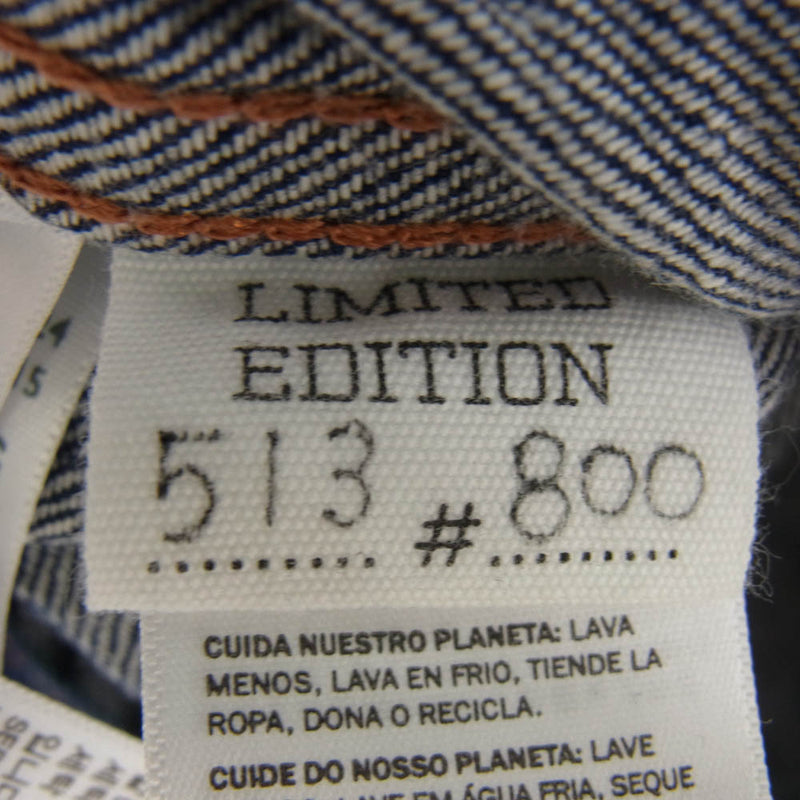 LIMITED
EDITION
513 # 800
CUIDA NUESTRO PLANETA: LAVA
MENOS, LAVA EN FRIO, TIENDE LA
ROPA, DONA O RECICLA.
CUIDE DO NOSSO PLANETA: LAVE
LAVE EM ÁGUA FRIA, SEQUE